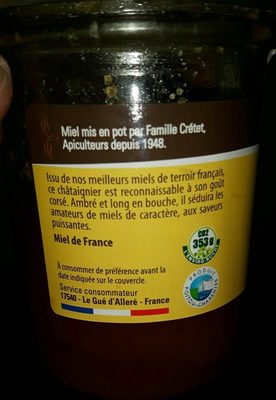 Miel mis en pot par Famille Crétet,
Apiculteurs depuis 1948.
Issu de nos meilleurs miels de terroir français,
ce châtaignier est reconnaissable à son goût
corsé. Ambré et long en bouche, il séduira les
amateurs de miels de caractère, aux saveurs
puissantes.
Miel de France
CO2
353G
À consommer de préférence avant la
date indiquée sur le couvercle.
Service consommateur
17540 - Le Gué d'Alleré - France
PRODUIT
POITOU-CHARENTES